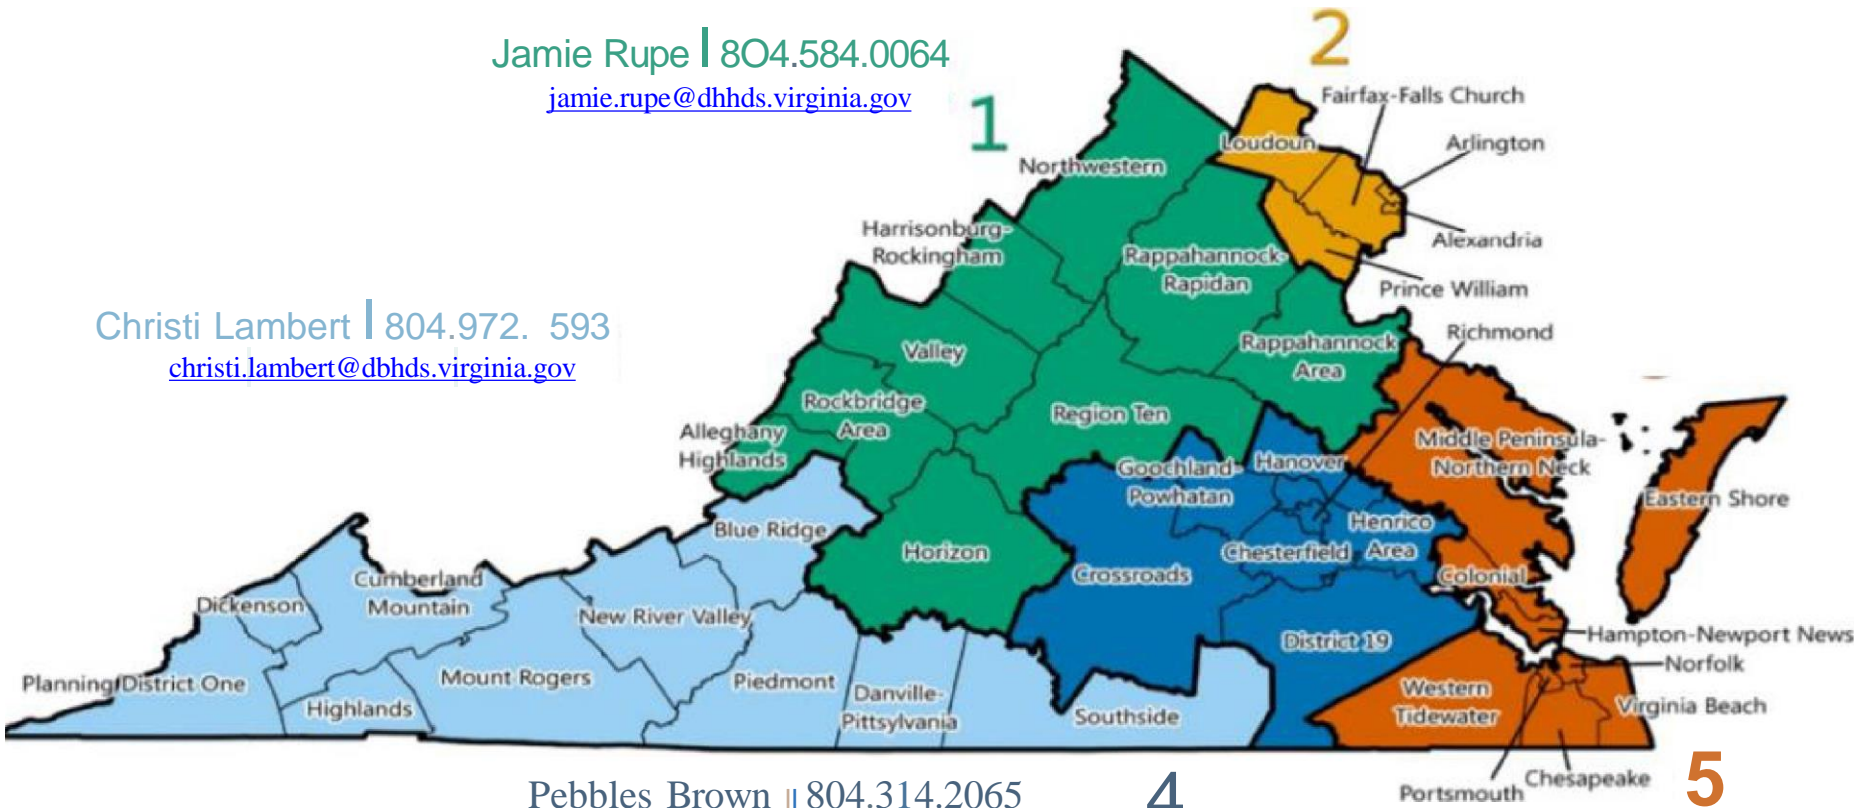 Jamie Rupe | 8O4.584.0064
jamie.rupe@dhhds.virginia.gov
1
2
Fairfax-Falls Church
Loudoun
Arlington
Northwestern
Alexandria
Harrisonburg-
Rockingham
Rappahannock-
Rapidan
Prince William
Christi Lambert | 804.972. 593
christi.lambert@dbhds.virginia.gov
Richmond
Valley
Rappahannock
Area
Rockbridge
Area
Region Ten
Alleghany
Highlands
Middle Peninsula-
Northern Neck
Goochland-
Powhatan
Hanover
Eastern Shore
Blue Ridge
Horizon
Henrico
Area
Chesterfield
Crossroads
Colonial
Cumberland
Mountain
Dickenson
New River Valley
Hampton-Newport News
District 19
Norfolk
Planning District One
Mount Rogers
Piedmont
Danville-
Pittsylvania
Highlands
Southside
Western
Tidewater
Virginia Beach
Chesapeake
Portsmouth
5
Pebbles Brown || 804.314.2065
4